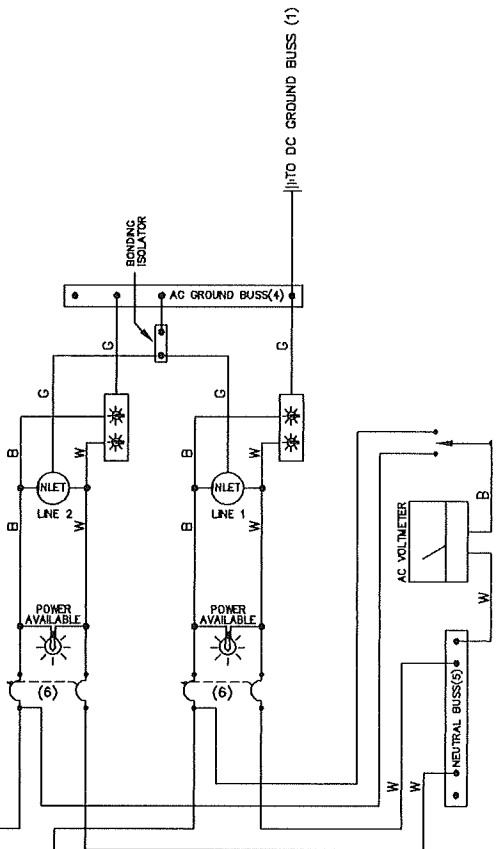 TO DC GROUND BUSS (1)
BONDING
ISOLATOR
AC GROUND BUSS(4)
G
G
G
G
B
W
INLET
LINE 2
B
W
B
W
INLET
LINE 1
B
W
POWER
AVAILABLE
POWER
AVAILABLE
(6)
(6)
AC VOLTMETER
B
W
NEUTRAL BUSS(5)
W
W